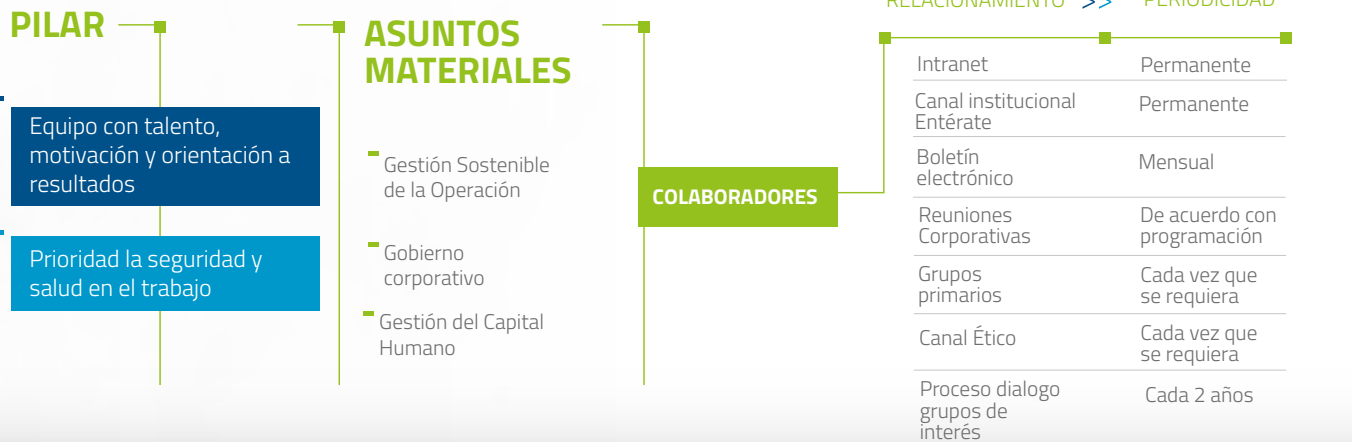 RELACIONAMIENTO >> PERIODICIDAD
PILAR
ASUNTOS
MATERIALES
Equipo con talento,
motivación y orientación a
resultados
Prioridad la seguridad y
salud en el trabajo
Gestión Sostenible
de la Operación
Gobierno
corporativo
Gestión del Capital
Humano
COLABORADORES
Intranet
Permanente
Canal institucional
Entérate
Permanente
Boletín
electrónico
Mensual
Reuniones
Corporativas
De acuerdo con
programación
Grupos
primarios
Cada vez que
se requiera
Canal Ético
Cada vez que
se requiera
Proceso dialogo
grupos de
interés
Cada 2 años